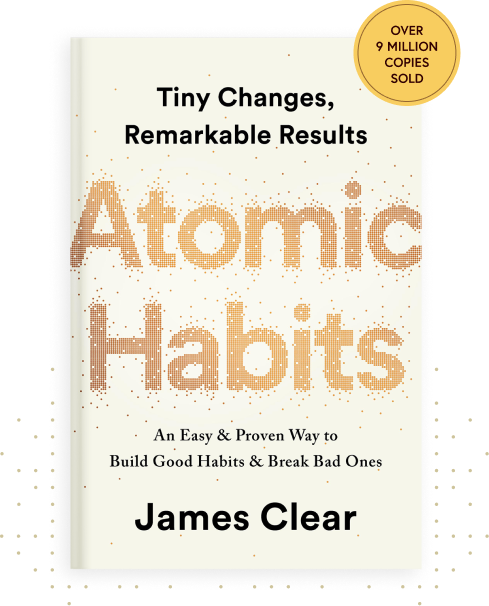 OVER
9 MILLION
COPIES
SOLD
Tiny Changes,
Remarkable Results
Atomic
Habits
An Easy & Proven Way to
Build Good Habits & Break Bad Ones
James Clear